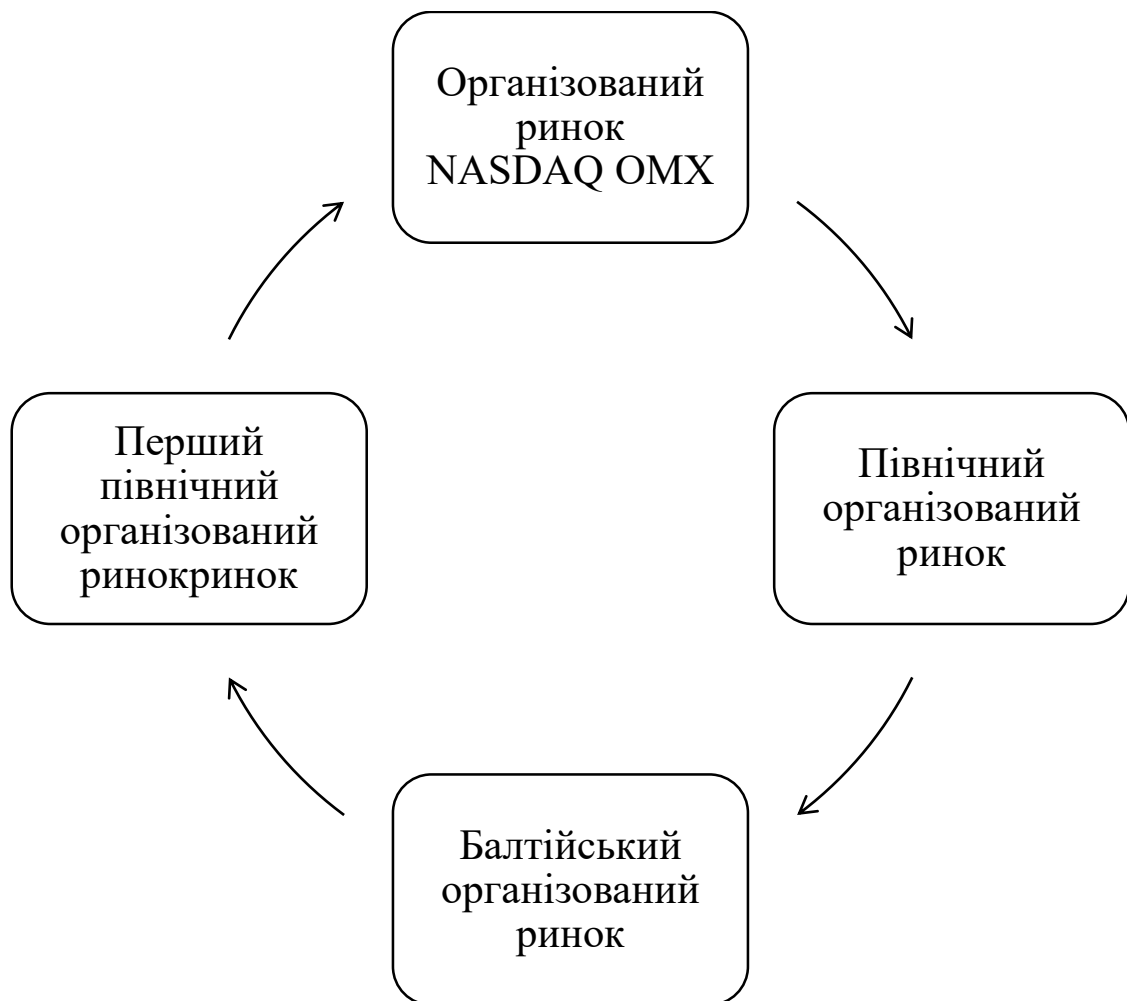 Організований
ринок
NASDAQ OMX
Перший
північний
організований
ринокринок
Північний
організований
ринок
Балтійський
організований
ринок